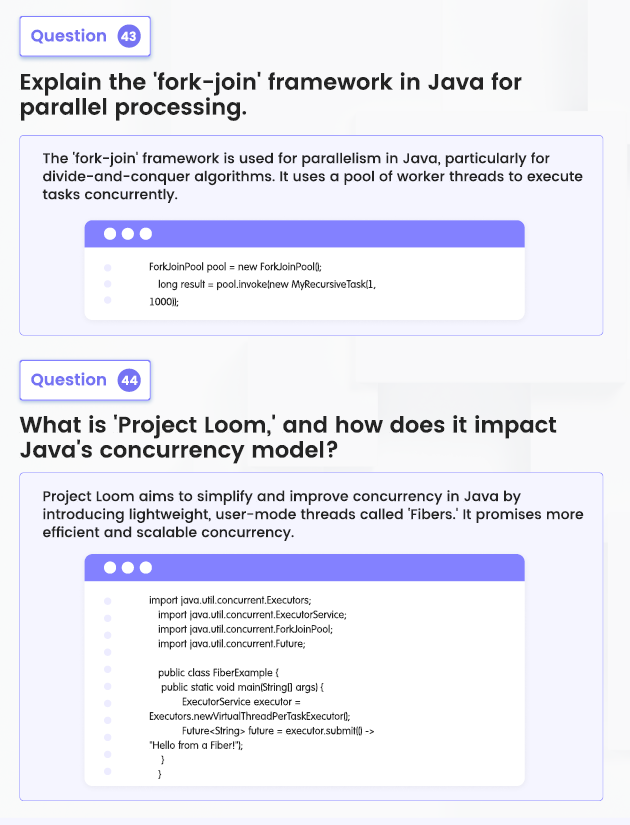 Question 43
Explain the 'fork-join' framework in Java for
parallel processing.
The 'fork-join' framework is used for parallelism in Java, particularly for
divide-and-conquer algorithms. It uses a pool of worker threads to execute
tasks concurrently.
ForkJoinPool pool = new ForkJoinPool();
long result = pool.invoke(new MyRecursiveTask(1,
1000));
Question 44
What is 'Project Loom,' and how does it impact
Java's concurrency model?
Project Loom aims to simplify and improve concurrency in Java by
introducing lightweight, user-mode threads called 'Fibers.' It promises more
efficient and scalable concurrency.
import java.util.concurrent.Executors;
import java.util.concurrent.ExecutorService;
import java.util.concurrent.ForkJoinPool;
import java.util.concurrent.Future;
public class FiberExample {
public static void main(String[] args) {
ExecutorService executor =
Executors.newVirtualThreadPerTaskExecutor();
Future<String> future = executor.submit(() ->
"Hello from a Fiber!");
}
}